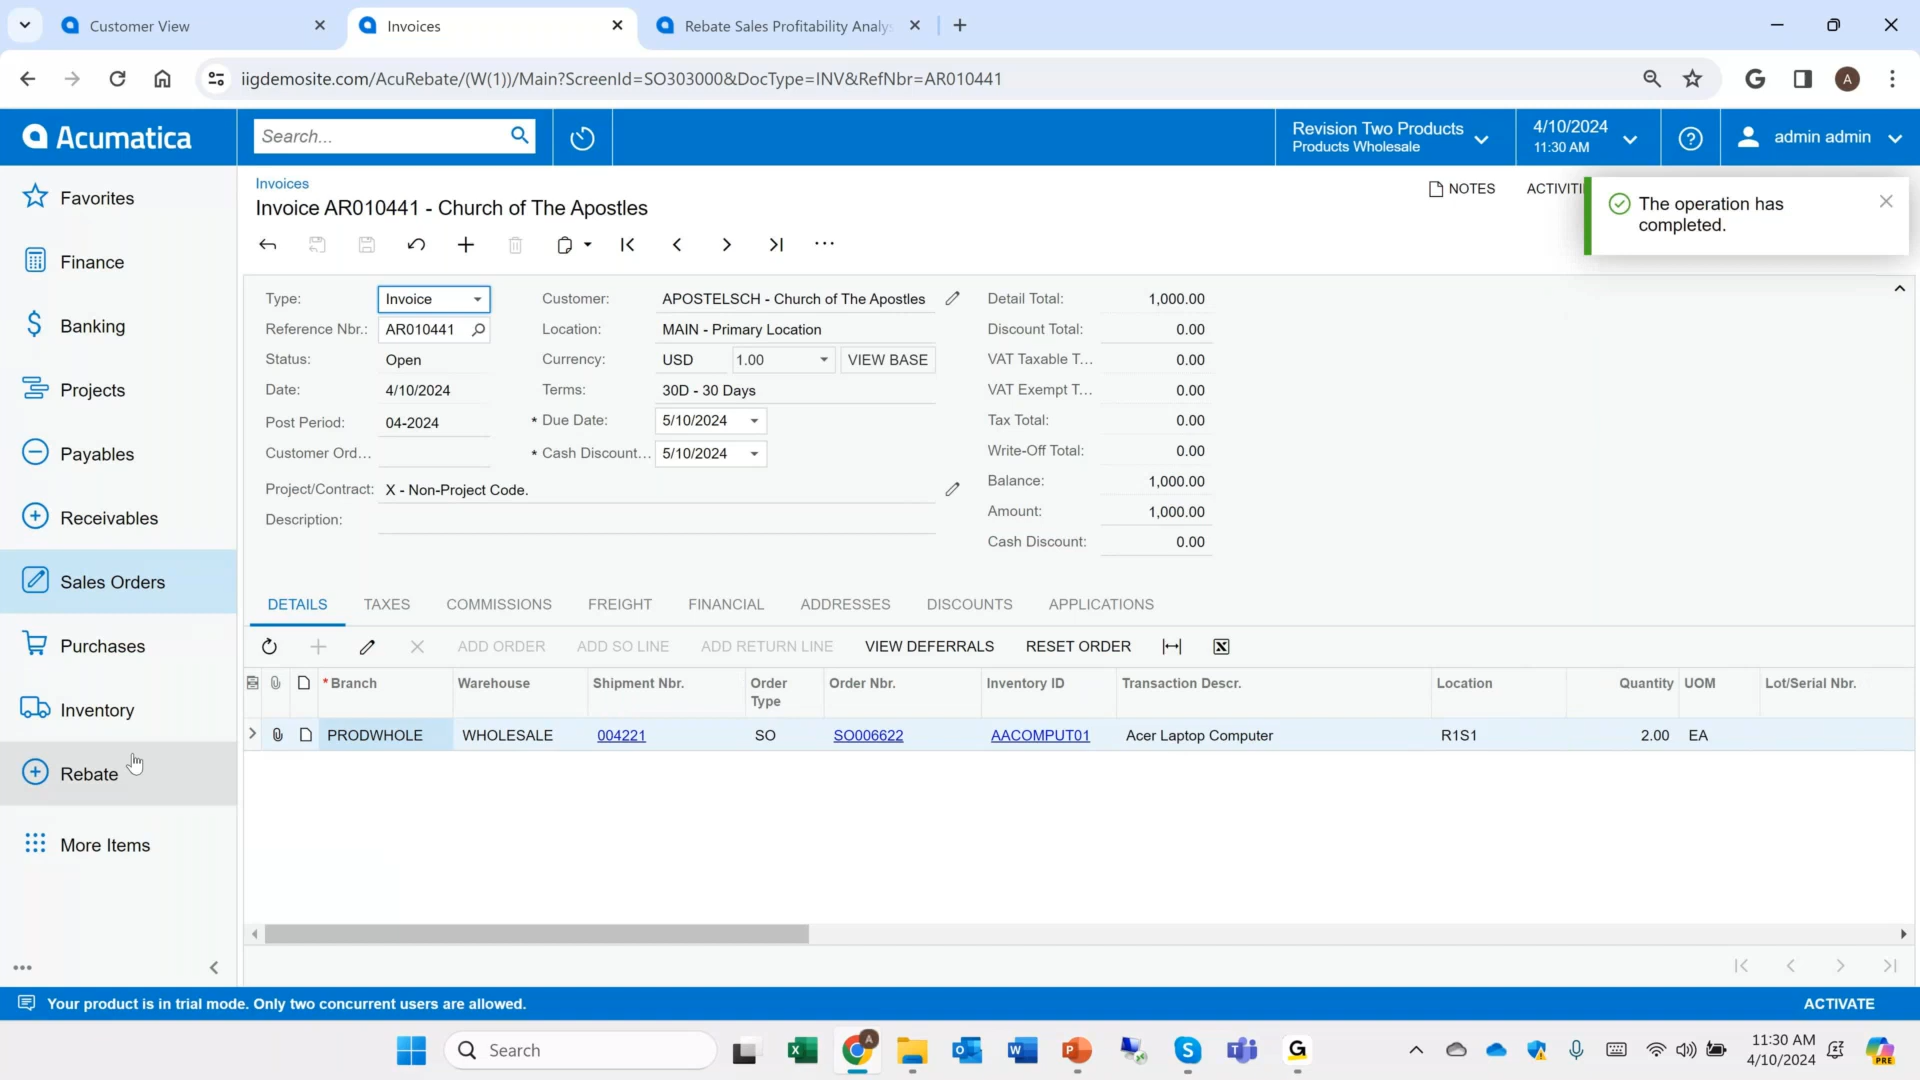 Customer View
Invoices
Rebate Sales Profitability Analys
iigdemosite.com/AcuRebate/(W(1))/Main?ScreenId=SO303000&DocType=INV&RefNbr=AR010441
A
Acumatica
Search...
Revision Two Products
Products Wholesale
4/10/2024
11:30 AM
admin admin
Favorites
Finance
Banking
Projects
Payables
Receivables
Sales Orders
Purchases
Inventory
Rebate
More Items
Invoices
Invoice AR010441 - Church of The Apostles
NOTES
ACTIVITI
The operation has
completed.
Type: Invoice
Reference Nbr.: AR010441
Status: Open
Date: 4/10/2024
Post Period: 04-2024
Customer Ord...
Project/Contract: X - Non-Project Code.
Description:
Customer: APOSTELSCH - Church of The Apostles
Location: MAIN - Primary Location
Currency: USD 1.00 VIEW BASE
Terms: 30D - 30 Days
* Due Date: 5/10/2024
* Cash Discount... 5/10/2024
Detail Total: 1,000.00
Discount Total: 0.00
VAT Taxable T... 0.00
VAT Exempt T... 0.00
Tax Total: 0.00
Write-Off Total: 0.00
Balance: 1,000.00
Amount: 1,000.00
Cash Discount: 0.00
DETAILS TAXES COMMISSIONS FREIGHT FINANCIAL ADDRESSES DISCOUNTS APPLICATIONS
ADD ORDER ADD SO LINE ADD RETURN LINE VIEW DEFERRALS RESET ORDER
* Branch Warehouse Shipment Nbr. Order Type Order Nbr. Inventory ID Transaction Descr. Location Quantity UOM Lot/Serial Nbr.
PRODWHOLE WHOLESALE 004221 SO SO006622 AACOMPUT01 Acer Laptop Computer R1S1 2.00 EA
Your product is in trial mode. Only two concurrent users are allowed.
ACTIVATE
Search
A
PRE
11:30 AM
4/10/2024